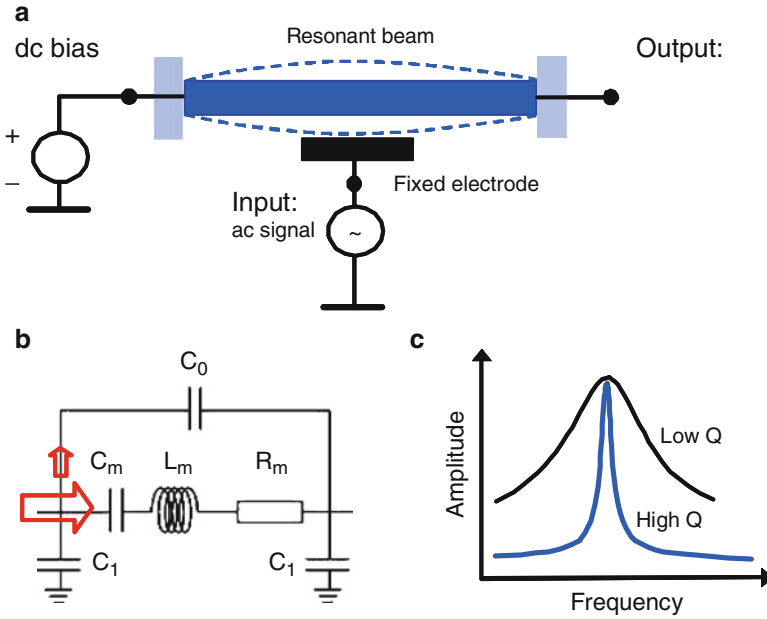 a
dc bias
Resonant beam
Output:
+
–
Fixed electrode
Input:
ac signal
~
b
C₀
Cₘ
Lₘ
Rₘ
C₁
C₁
c
Amplitude
Low Q
High Q
Frequency